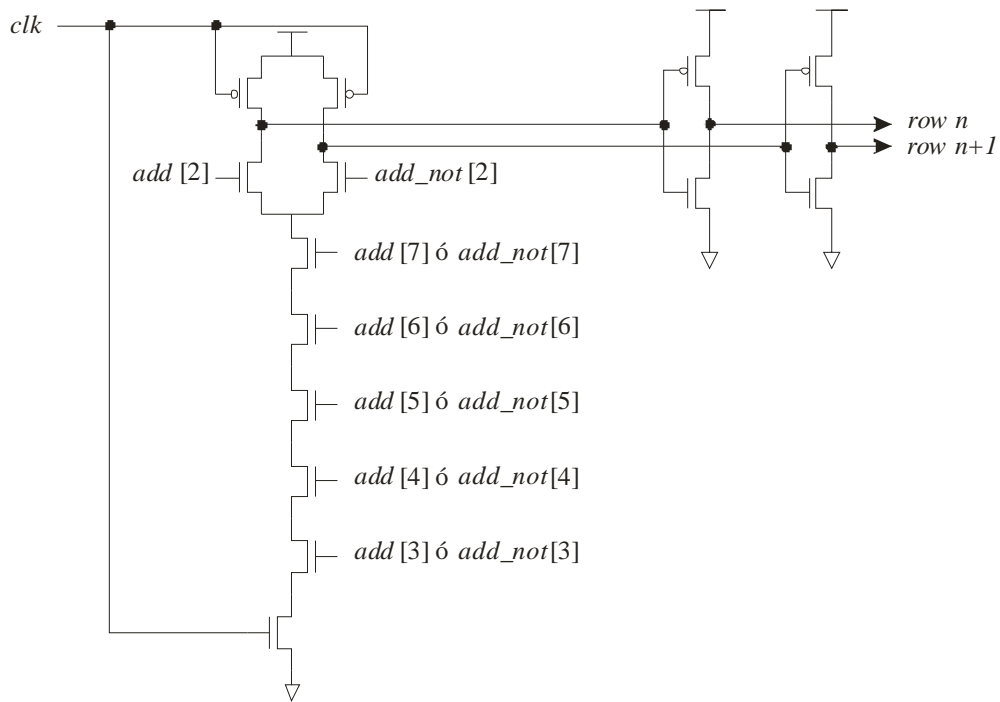 clk
row n
row n+1
add [2]
add_not [2]
add [7] ó add_not[7]
add [6] ó add_not[6]
add [5] ó add_not[5]
add [4] ó add_not[4]
add [3] ó add_not[3]